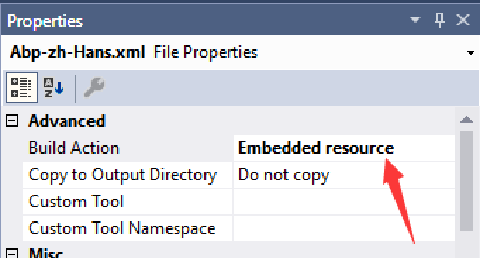 Properties
Abp-zh-Hans.xml File Properties
Advanced
Build Action Embedded resource
Copy to Output Directory Do not copy
Custom Tool
Custom Tool Namespace
Misc